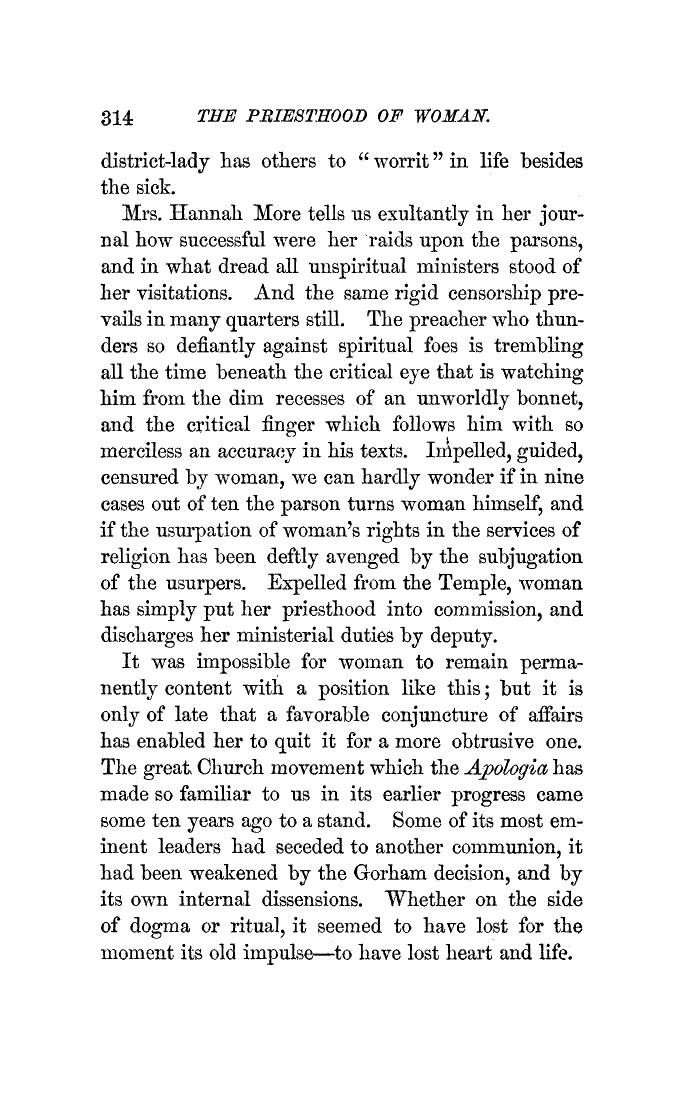 314 THE PRIESTHOOD OF WOMAN.
district-lady has others to “worrit” in life besides
the sick.
Mrs. Hannah More tells us exultantly in her jour-
nal how successful were her raids upon the parsons,
and in what dread all unspiritual ministers stood of
her visitations. And the same rigid censorship pre-
vails in many quarters still. The preacher who thun-
ders so defiantly against spiritual foes is trembling
all the time beneath the critical eye that is watching
him from the dim recesses of an unworldly bonnet,
and the critical finger which follows him with so
merciless an accuracy in his texts. Impelled, guided,
censured by woman, we can hardly wonder if in nine
cases out of ten the parson turns woman himself, and
if the usurpation of woman’s rights in the services of
religion has been deftly avenged by the subjugation
of the usurpers. Expelled from the Temple, woman
has simply put her priesthood into commission, and
discharges her ministerial duties by deputy.
It was impossible for woman to remain perma-
nently content with a position like this; but it is
only of late that a favorable conjuncture of affairs
has enabled her to quit it for a more obtrusive one.
The great Church movement which the Apologia has
made so familiar to us in its earlier progress came
some ten years ago to a stand. Some of its most em-
inent leaders had seceded to another communion, it
had been weakened by the Gorham decision, and by
its own internal dissensions. Whether on the side
of dogma or ritual, it seemed to have lost for the
moment its old impulse—to have lost heart and life.